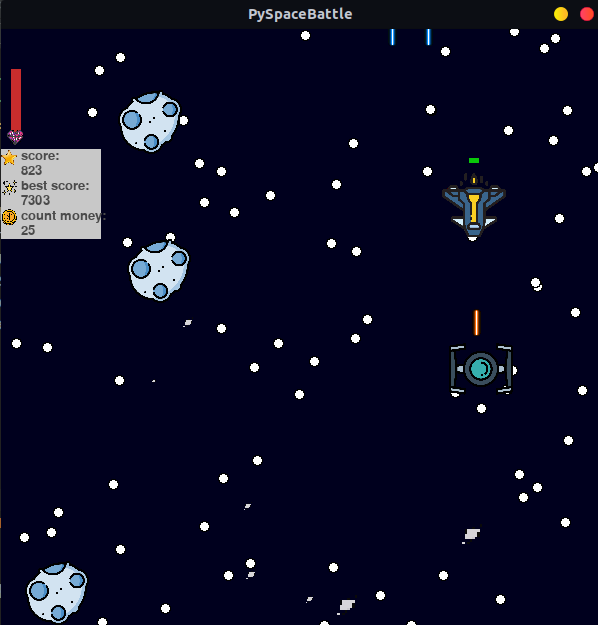 PySpaceBattle
score:
823
best score:
7303
count money:
25